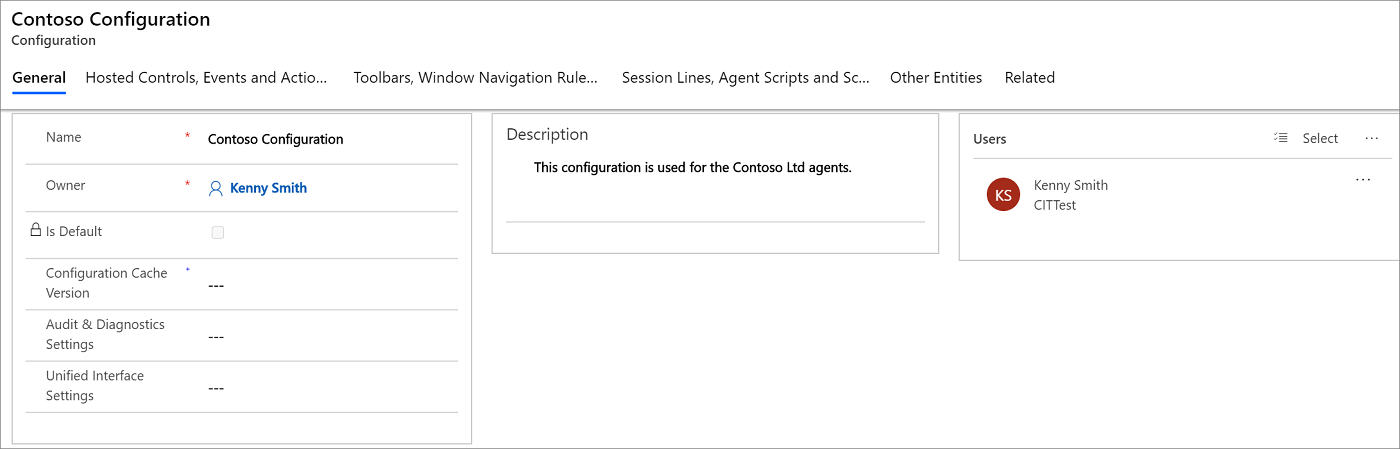 Contoso Configuration
Configuration
General Hosted Controls, Events and Actio... Toolbars, Window Navigation Rule... Session Lines, Agent Scripts and Sc... Other Entities Related
Name * Contoso Configuration
Owner * Kenny Smith
Is Default
Configuration Cache
Version
+
---
Audit & Diagnostics
Settings
---
Unified Interface
Settings
---
Description
This configuration is used for the Contoso Ltd agents.
Users Select ...
KS
Kenny Smith
CITTest
...